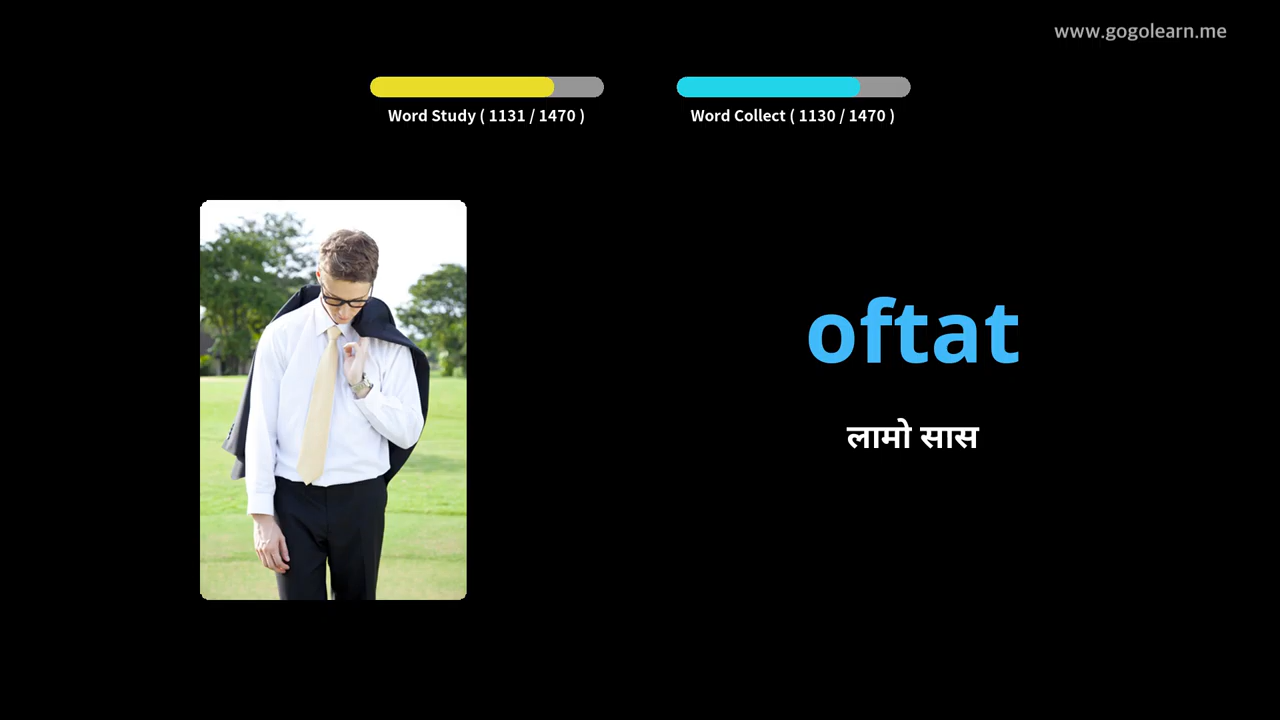 www.gogolearn.me
Word Study ( 1131 / 1470 )
Word Collect ( 1130 / 1470 )
oftat
लामो सास